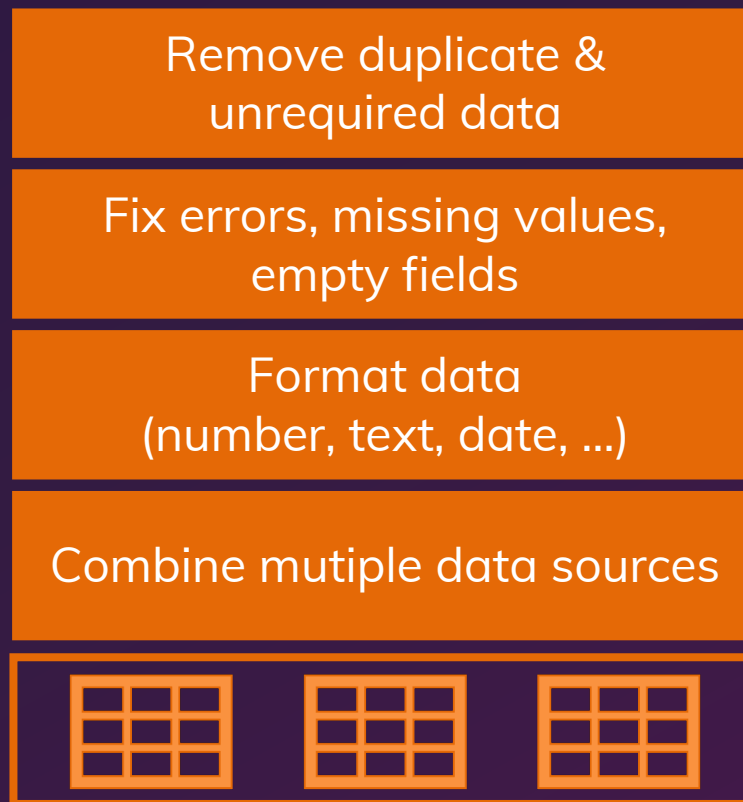 Remove duplicate &
unrequired data
Fix errors, missing values,
empty fields
Format data
(number, text, date, ...)
Combine mutiple data sources